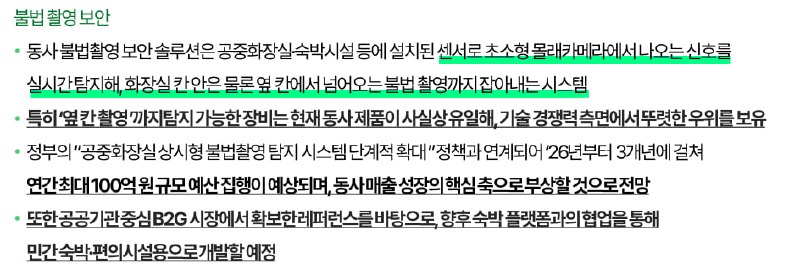 불법 촬영 보안
• 동사 불법촬영 보안 솔루션은 공중화장실·숙박시설 등에 설치된 센서로 초소형 몰래카메라에서 나오는 신호를
실시간 탐지해, 화장실 칸 안은 물론 옆 칸에서 넘어오는 불법 촬영까지 잡아내는 시스템
• 특히 '옆 칸 촬영'까지 탐지 가능한 장비는 현재 동사 제품이 사실상 유일해, 기술 경쟁력 측면에서 뚜렷한 우위를 보유
• 정부의 "공중화장실 상시형 불법촬영 탐지 시스템 단계적 확대" 정책과 연계되어 '26년부터 3개년에 걸쳐
연간 최대 100억 원 규모 예산 집행이 예상되며, 동사 매출 성장의 핵심 축으로 부상할 것으로 전망
• 또한 공공기관 중심 B2G 시장에서 확보한 레퍼런스를 바탕으로, 향후 숙박 플랫폼과의 협업을 통해
민간 숙박·편의시설용으로 개발할 예정